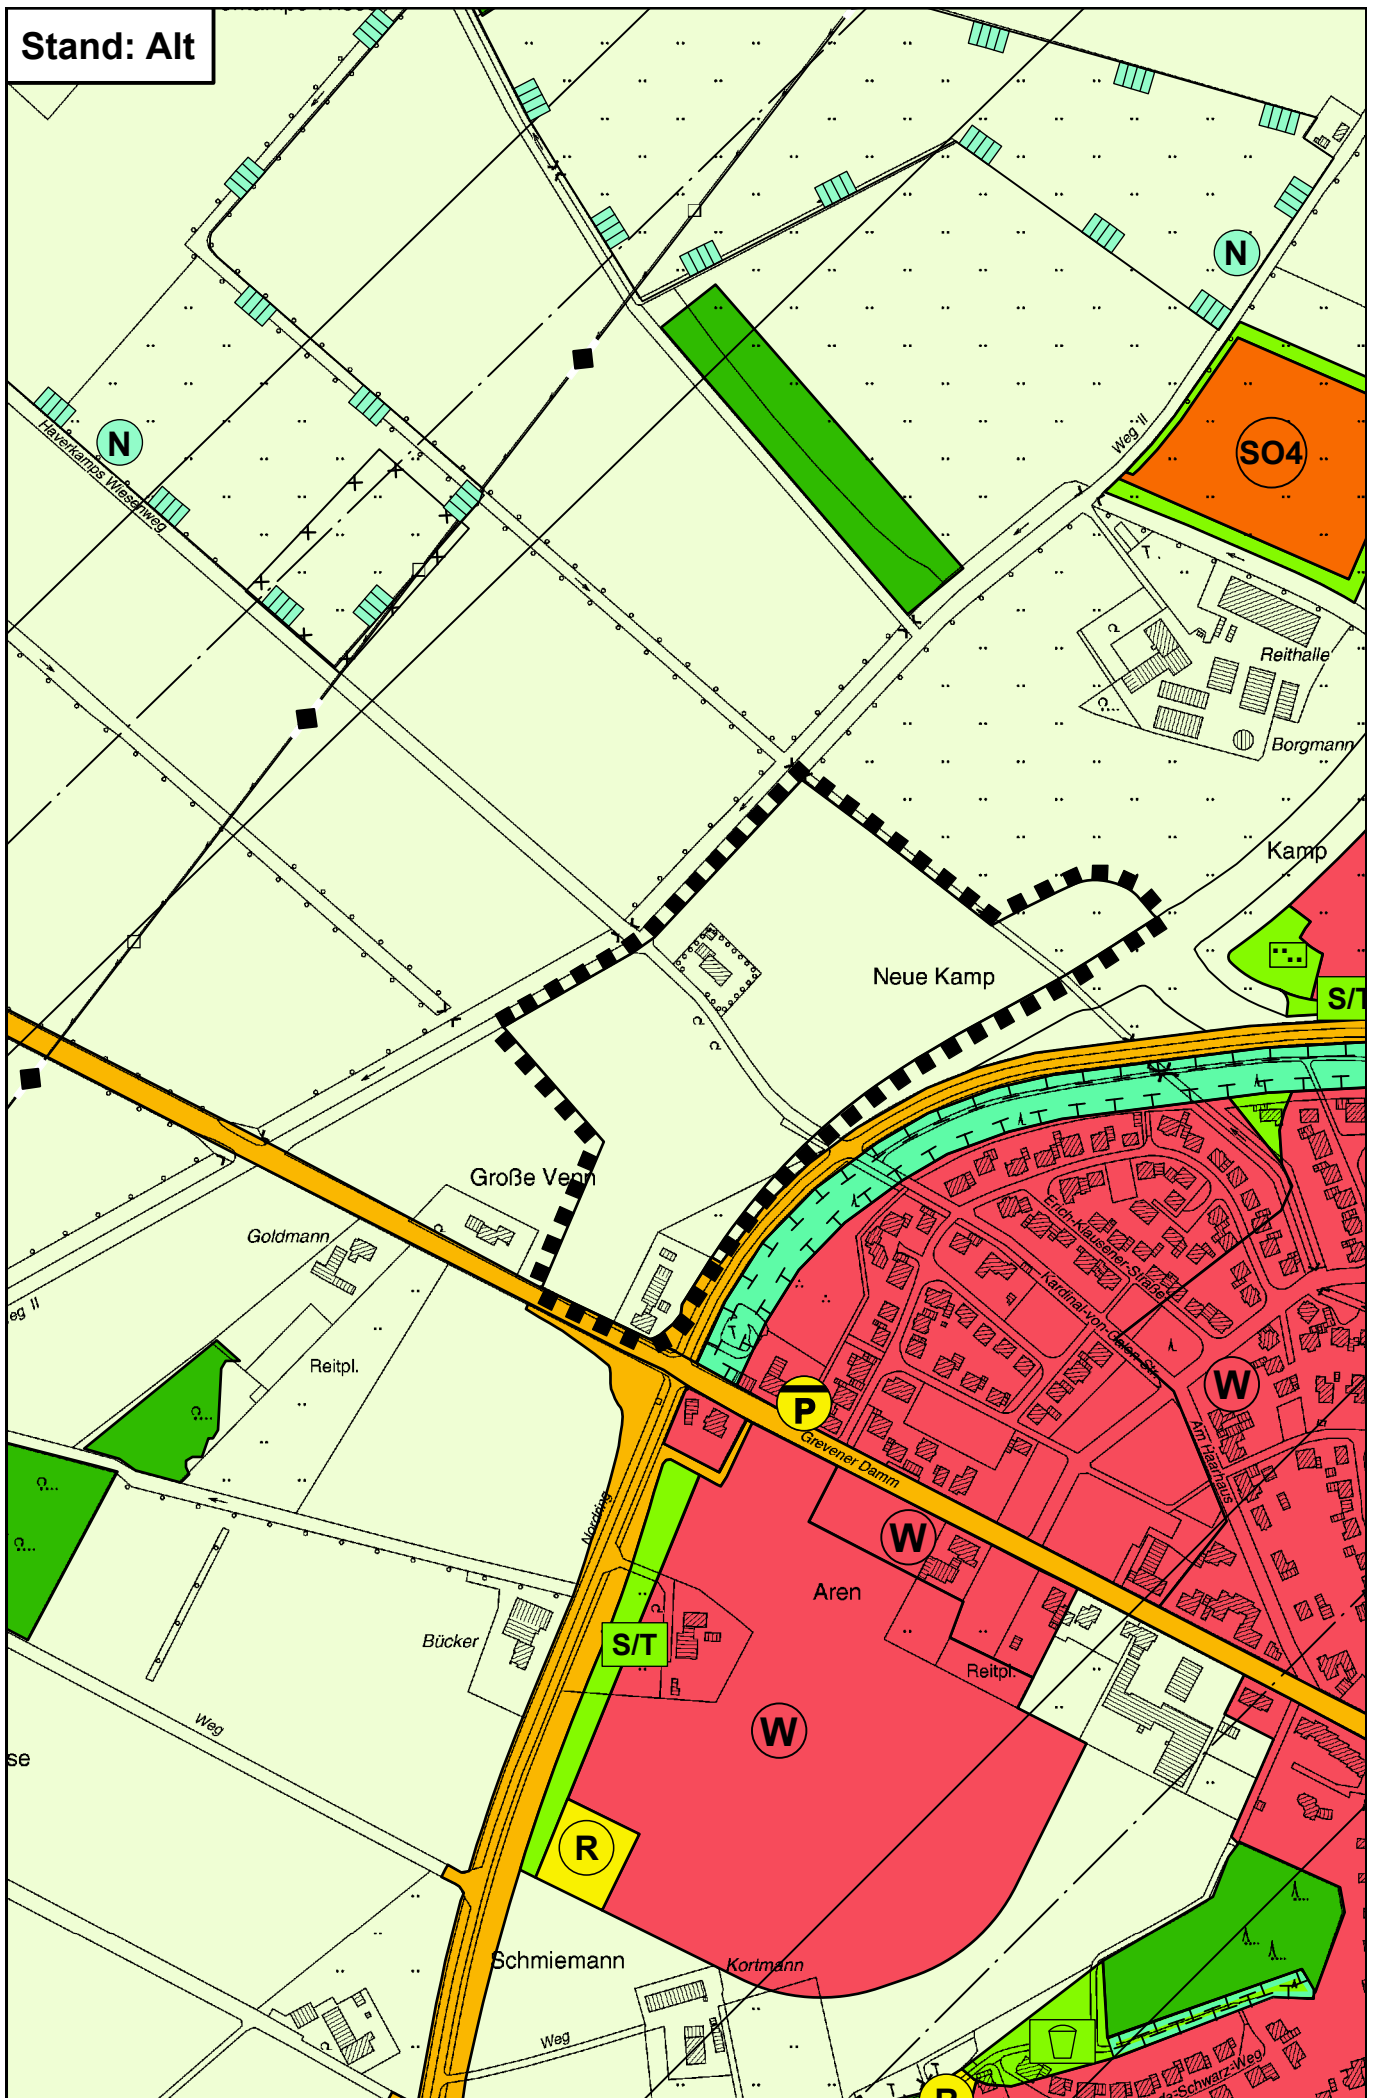 Stand: Alt
N
Weg II
SO4
N
Haverkamps Wiesenweg
Reithalle
Borgmann
Kamp
Neue Kamp
S/T
Große Venn
Goldmann
Erich-Klausener-Straße
Kardinal-von-Galen-Str.
eg II
Reitpl.
W
P
Am Haarhaus
Grevener Damm
Nordring
W
Aren
Bücker
S/T
Reitpl.
Weg
W
se
R
Schmiemann
Kortmann
Weg
-Schwarz-Weg